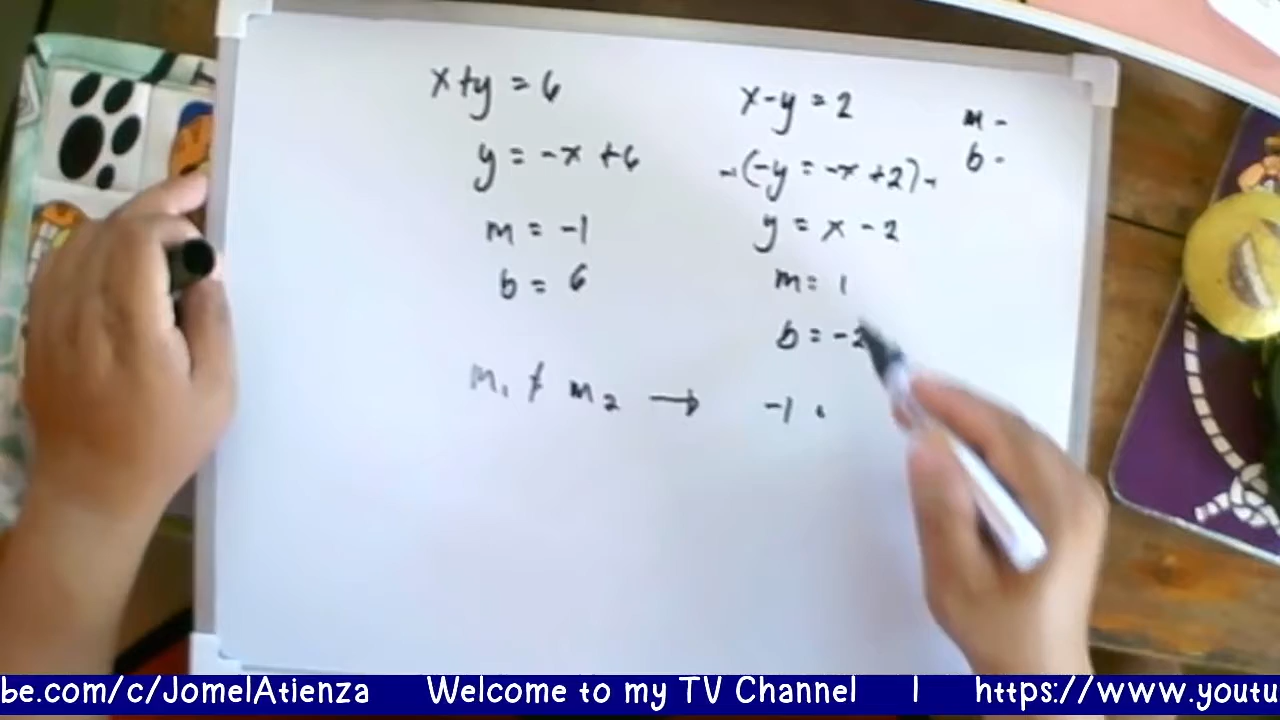 x+y = 6
y = -x +6
m = -1
b = 6
m₁ ≠ m₂ → -1 ,
x-y = 2
-(-y = -x +2)-
y = x - 2
m = 1
b = -2
m -
b -
be.com/c/JomelAtienza Welcome to my TV Channel | https://www.youtu